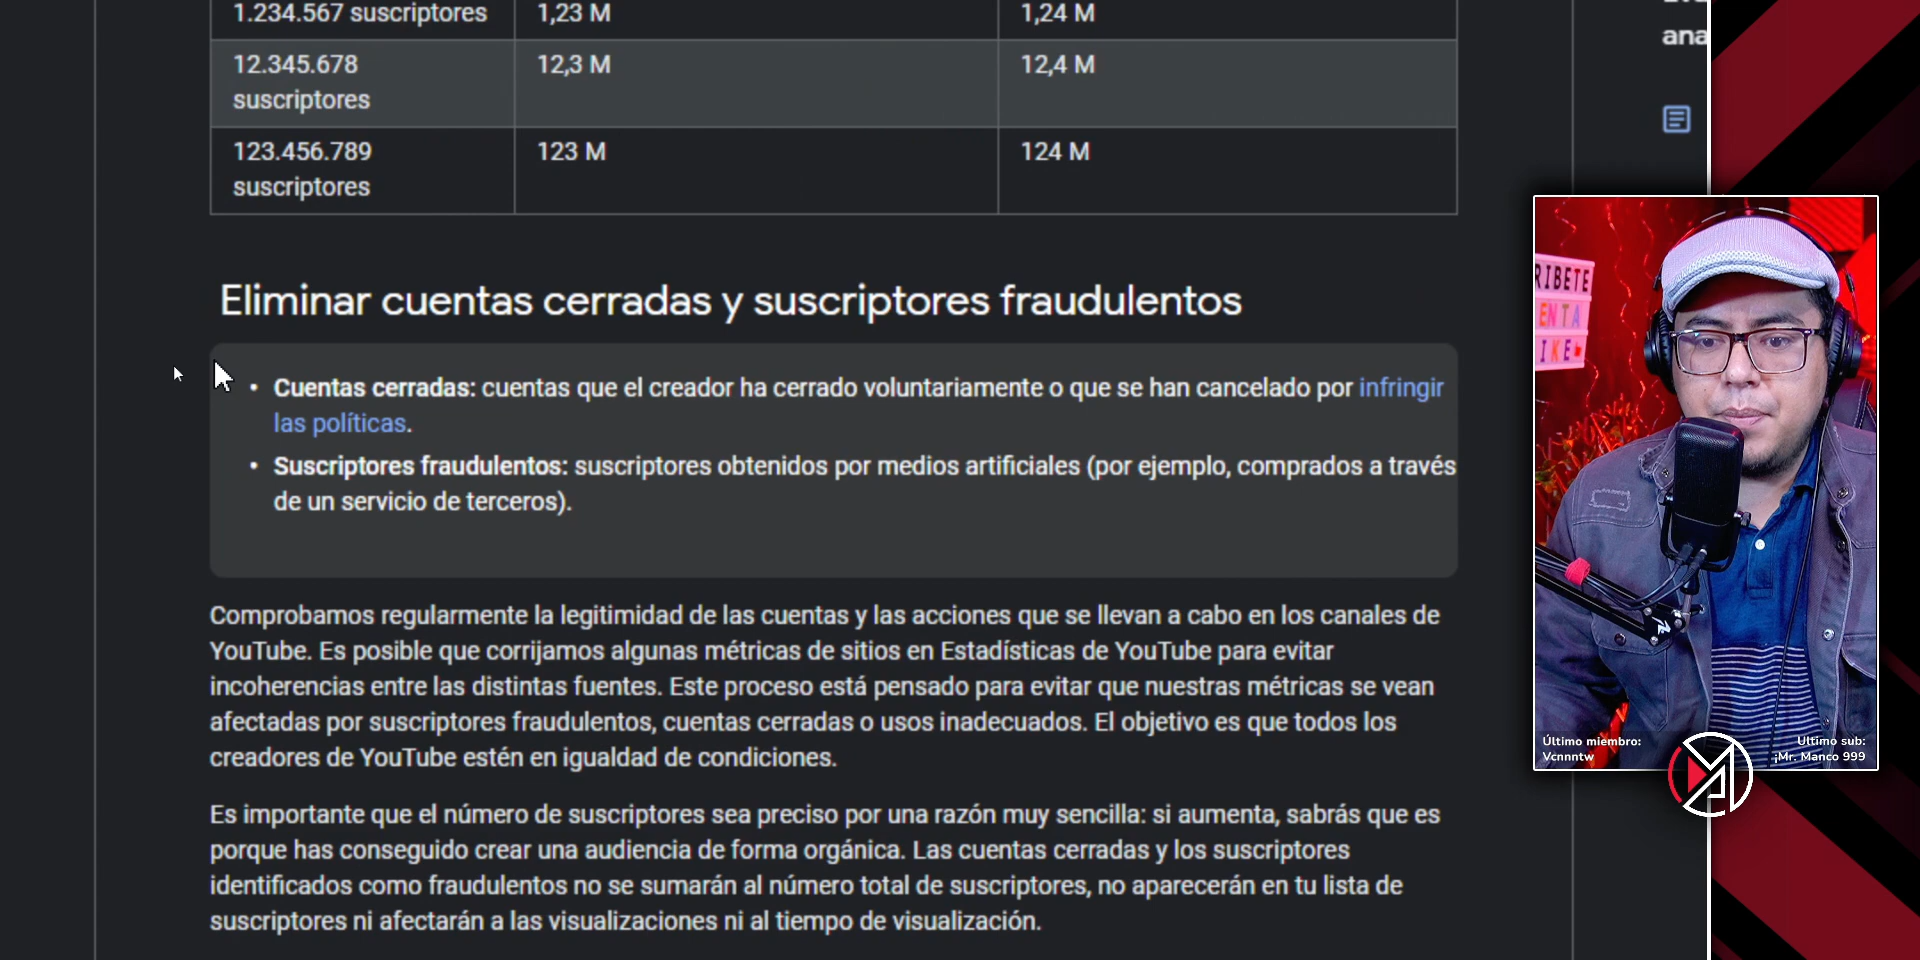 1.234.567 suscriptores 1,23 M 1,24 M
12.345.678 12,3 M 12,4 M
suscriptores
123.456.789 123 M 124 M
suscriptores
Eliminar cuentas cerradas y suscriptores fraudulentos
• Cuentas cerradas: cuentas que el creador ha cerrado voluntariamente o que se han cancelado por infringir
las políticas.
• Suscriptores fraudulentos: suscriptores obtenidos por medios artificiales (por ejemplo, comprados a través
de un servicio de terceros).
Comprobamos regularmente la legitimidad de las cuentas y las acciones que se llevan a cabo en los canales de
YouTube. Es posible que corrijamos algunas métricas de sitios en Estadísticas de YouTube para evitar
incoherencias entre las distintas fuentes. Este proceso está pensado para evitar que nuestras métricas se vean
afectadas por suscriptores fraudulentos, cuentas cerradas o usos inadecuados. El objetivo es que todos los
creadores de YouTube estén en igualdad de condiciones.
Es importante que el número de suscriptores sea preciso por una razón muy sencilla: si aumenta, sabrás que es
porque has conseguido crear una audiencia de forma orgánica. Las cuentas cerradas y los suscriptores
identificados como fraudulentos no se sumarán al número total de suscriptores, no aparecerán en tu lista de
suscriptores ni afectarán a las visualizaciones ni al tiempo de visualización.
ana
RIBETE
ENTA
IKE
Último miembro:
Vcnnntw
Ultimo sub:
¡Mr. Manco 999